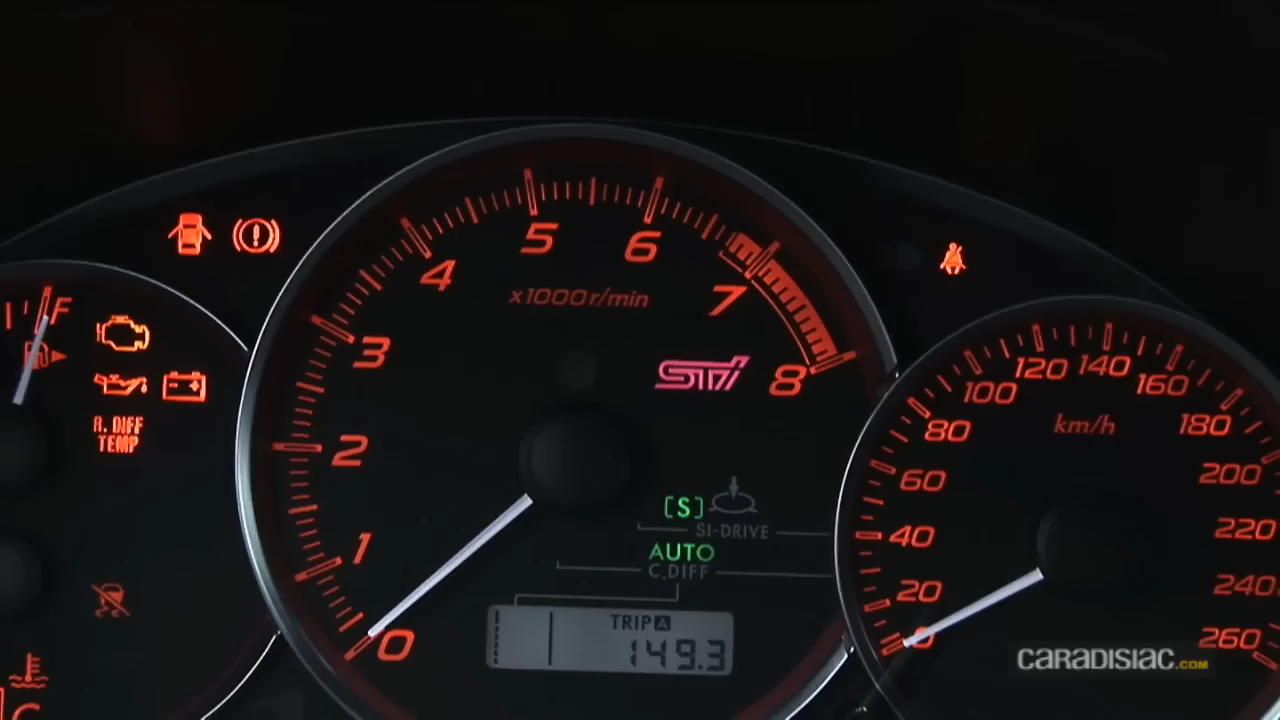 F
R. DIFF
TEMP
C
0
1
2
3
4
5
6
7
8
x1000r/min
STi
[S]
SI-DRIVE
AUTO
C.DIFF
TRIP A
149.3
0
20
40
60
80
100
120
140
160
180
200
220
240
260
km/h
CARADISIAC.COM